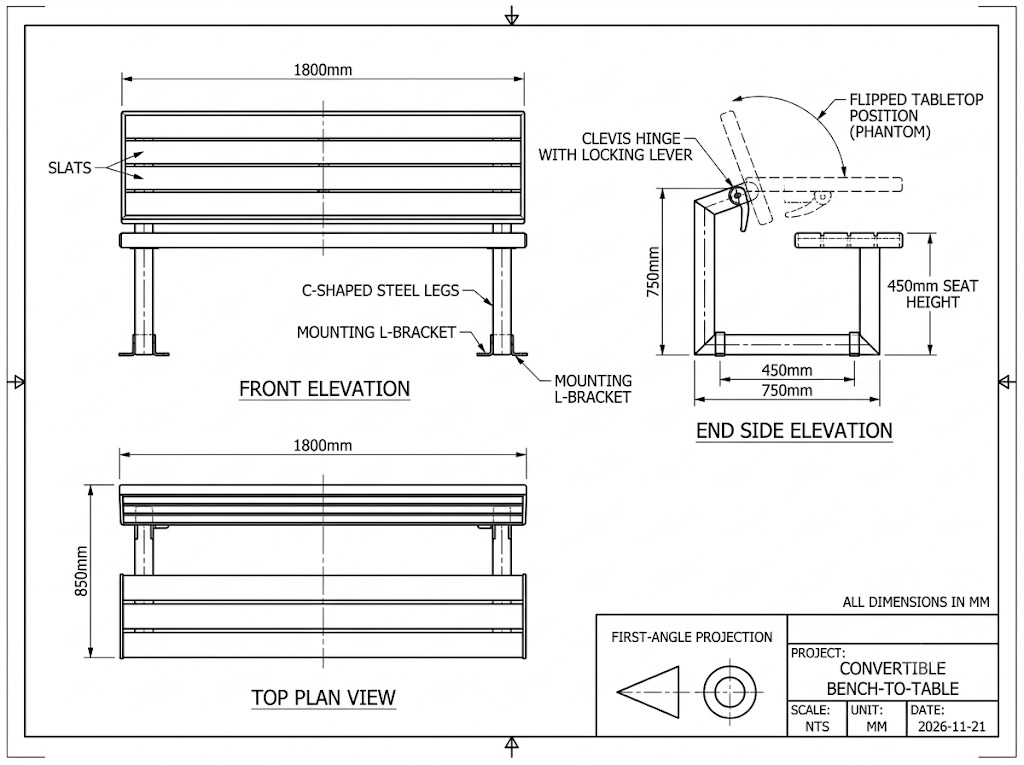 1800mm
SLATS
C-SHAPED STEEL LEGS
MOUNTING L-BRACKET
MOUNTING
L-BRACKET
FRONT ELEVATION
FLIPPED TABLETOP
POSITION
(PHANTOM)
CLEVIS HINGE
WITH LOCKING LEVER
750mm
450mm SEAT
HEIGHT
450mm
750mm
END SIDE ELEVATION
1800mm
850mm
TOP PLAN VIEW
ALL DIMENSIONS IN MM
FIRST-ANGLE PROJECTION
PROJECT:
CONVERTIBLE
BENCH-TO-TABLE
SCALE:
NTS
UNIT:
MM
DATE:
2026-11-21